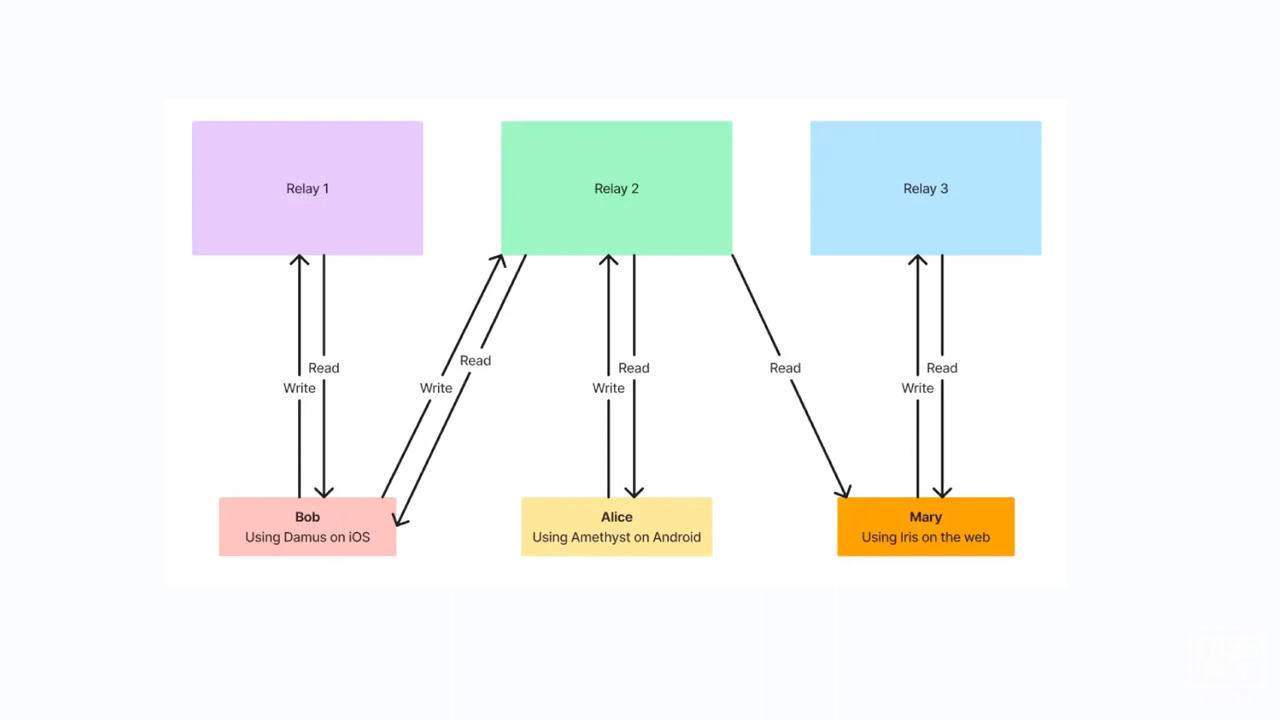 Relay 1
Relay 2
Relay 3
Read
Write
Read
Write
Read
Write
Read
Read
Write
Bob
Using Damus on iOS
Alice
Using Amethyst on Android
Mary
Using Iris on the web